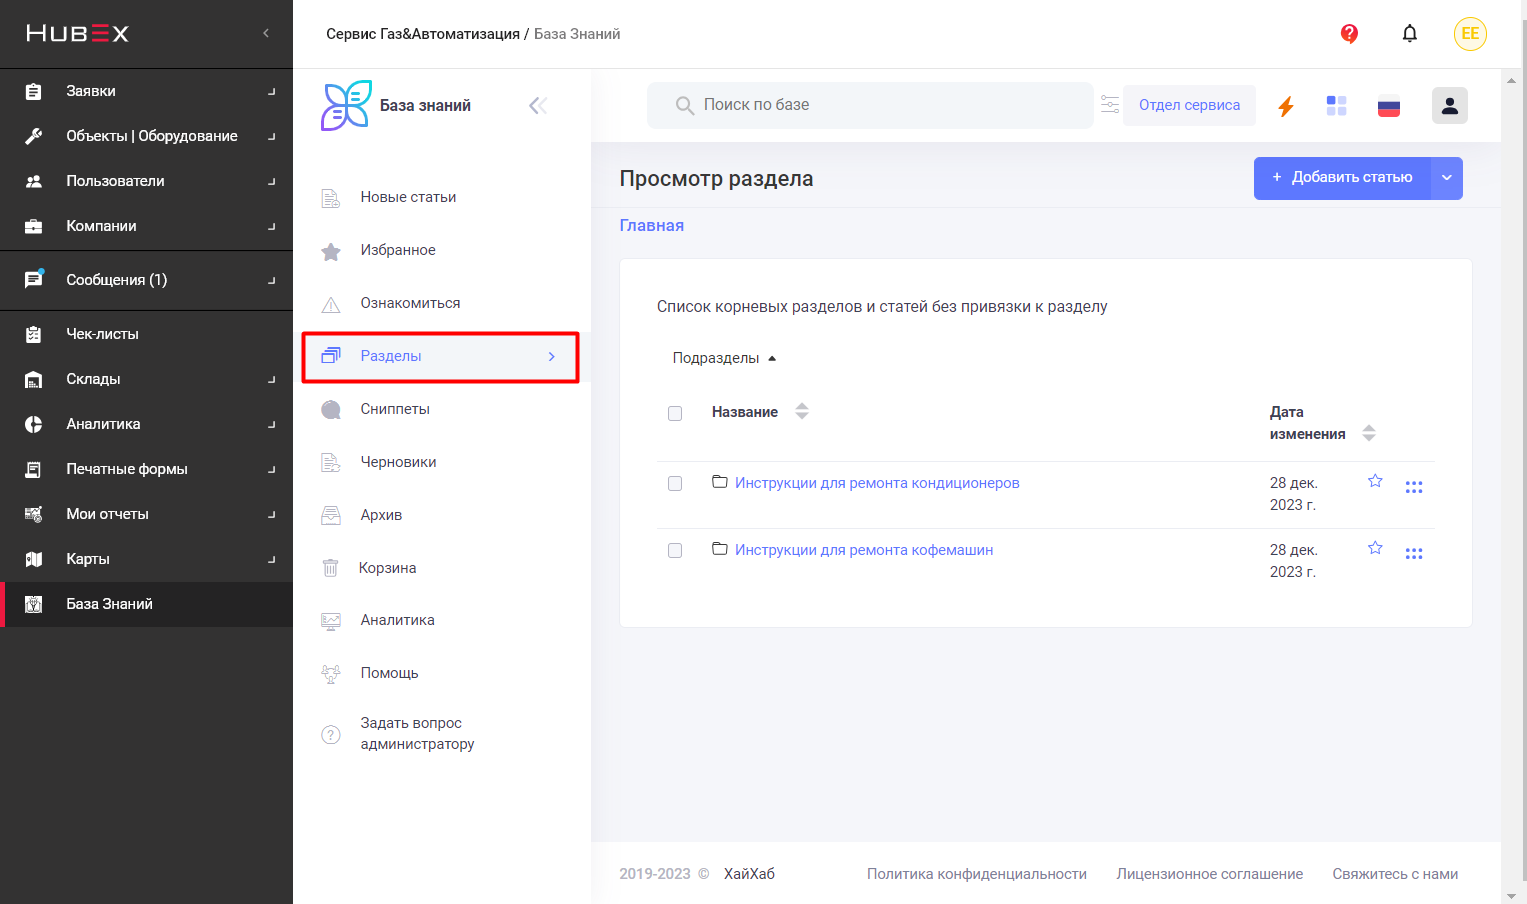 HUBEX
Сервис Газ&Автоматизация / База Знаний
EE
Заявки
Объекты | Оборудование
Пользователи
Компании
Сообщения (1)
Чек-листы
Склады
Аналитика
Печатные формы
Мои отчеты
Карты
База Знаний
База знаний
Новые статьи
Избранное
Ознакомиться
Разделы
Сниппеты
Черновики
Архив
Корзина
Аналитика
Помощь
Задать вопрос
администратору
Поиск по базе
Отдел сервиса
Просмотр раздела
+ Добавить статью
Главная
Список корневых разделов и статей без привязки к разделу
Подразделы
Название
Дата
изменения
Инструкции для ремонта кондиционеров
28 дек.
2023 г.
Инструкции для ремонта кофемашин
28 дек.
2023 г.
2019-2023 © ХайХаб
Политика конфиденциальности
Лицензионное соглашение
Свяжитесь с нами